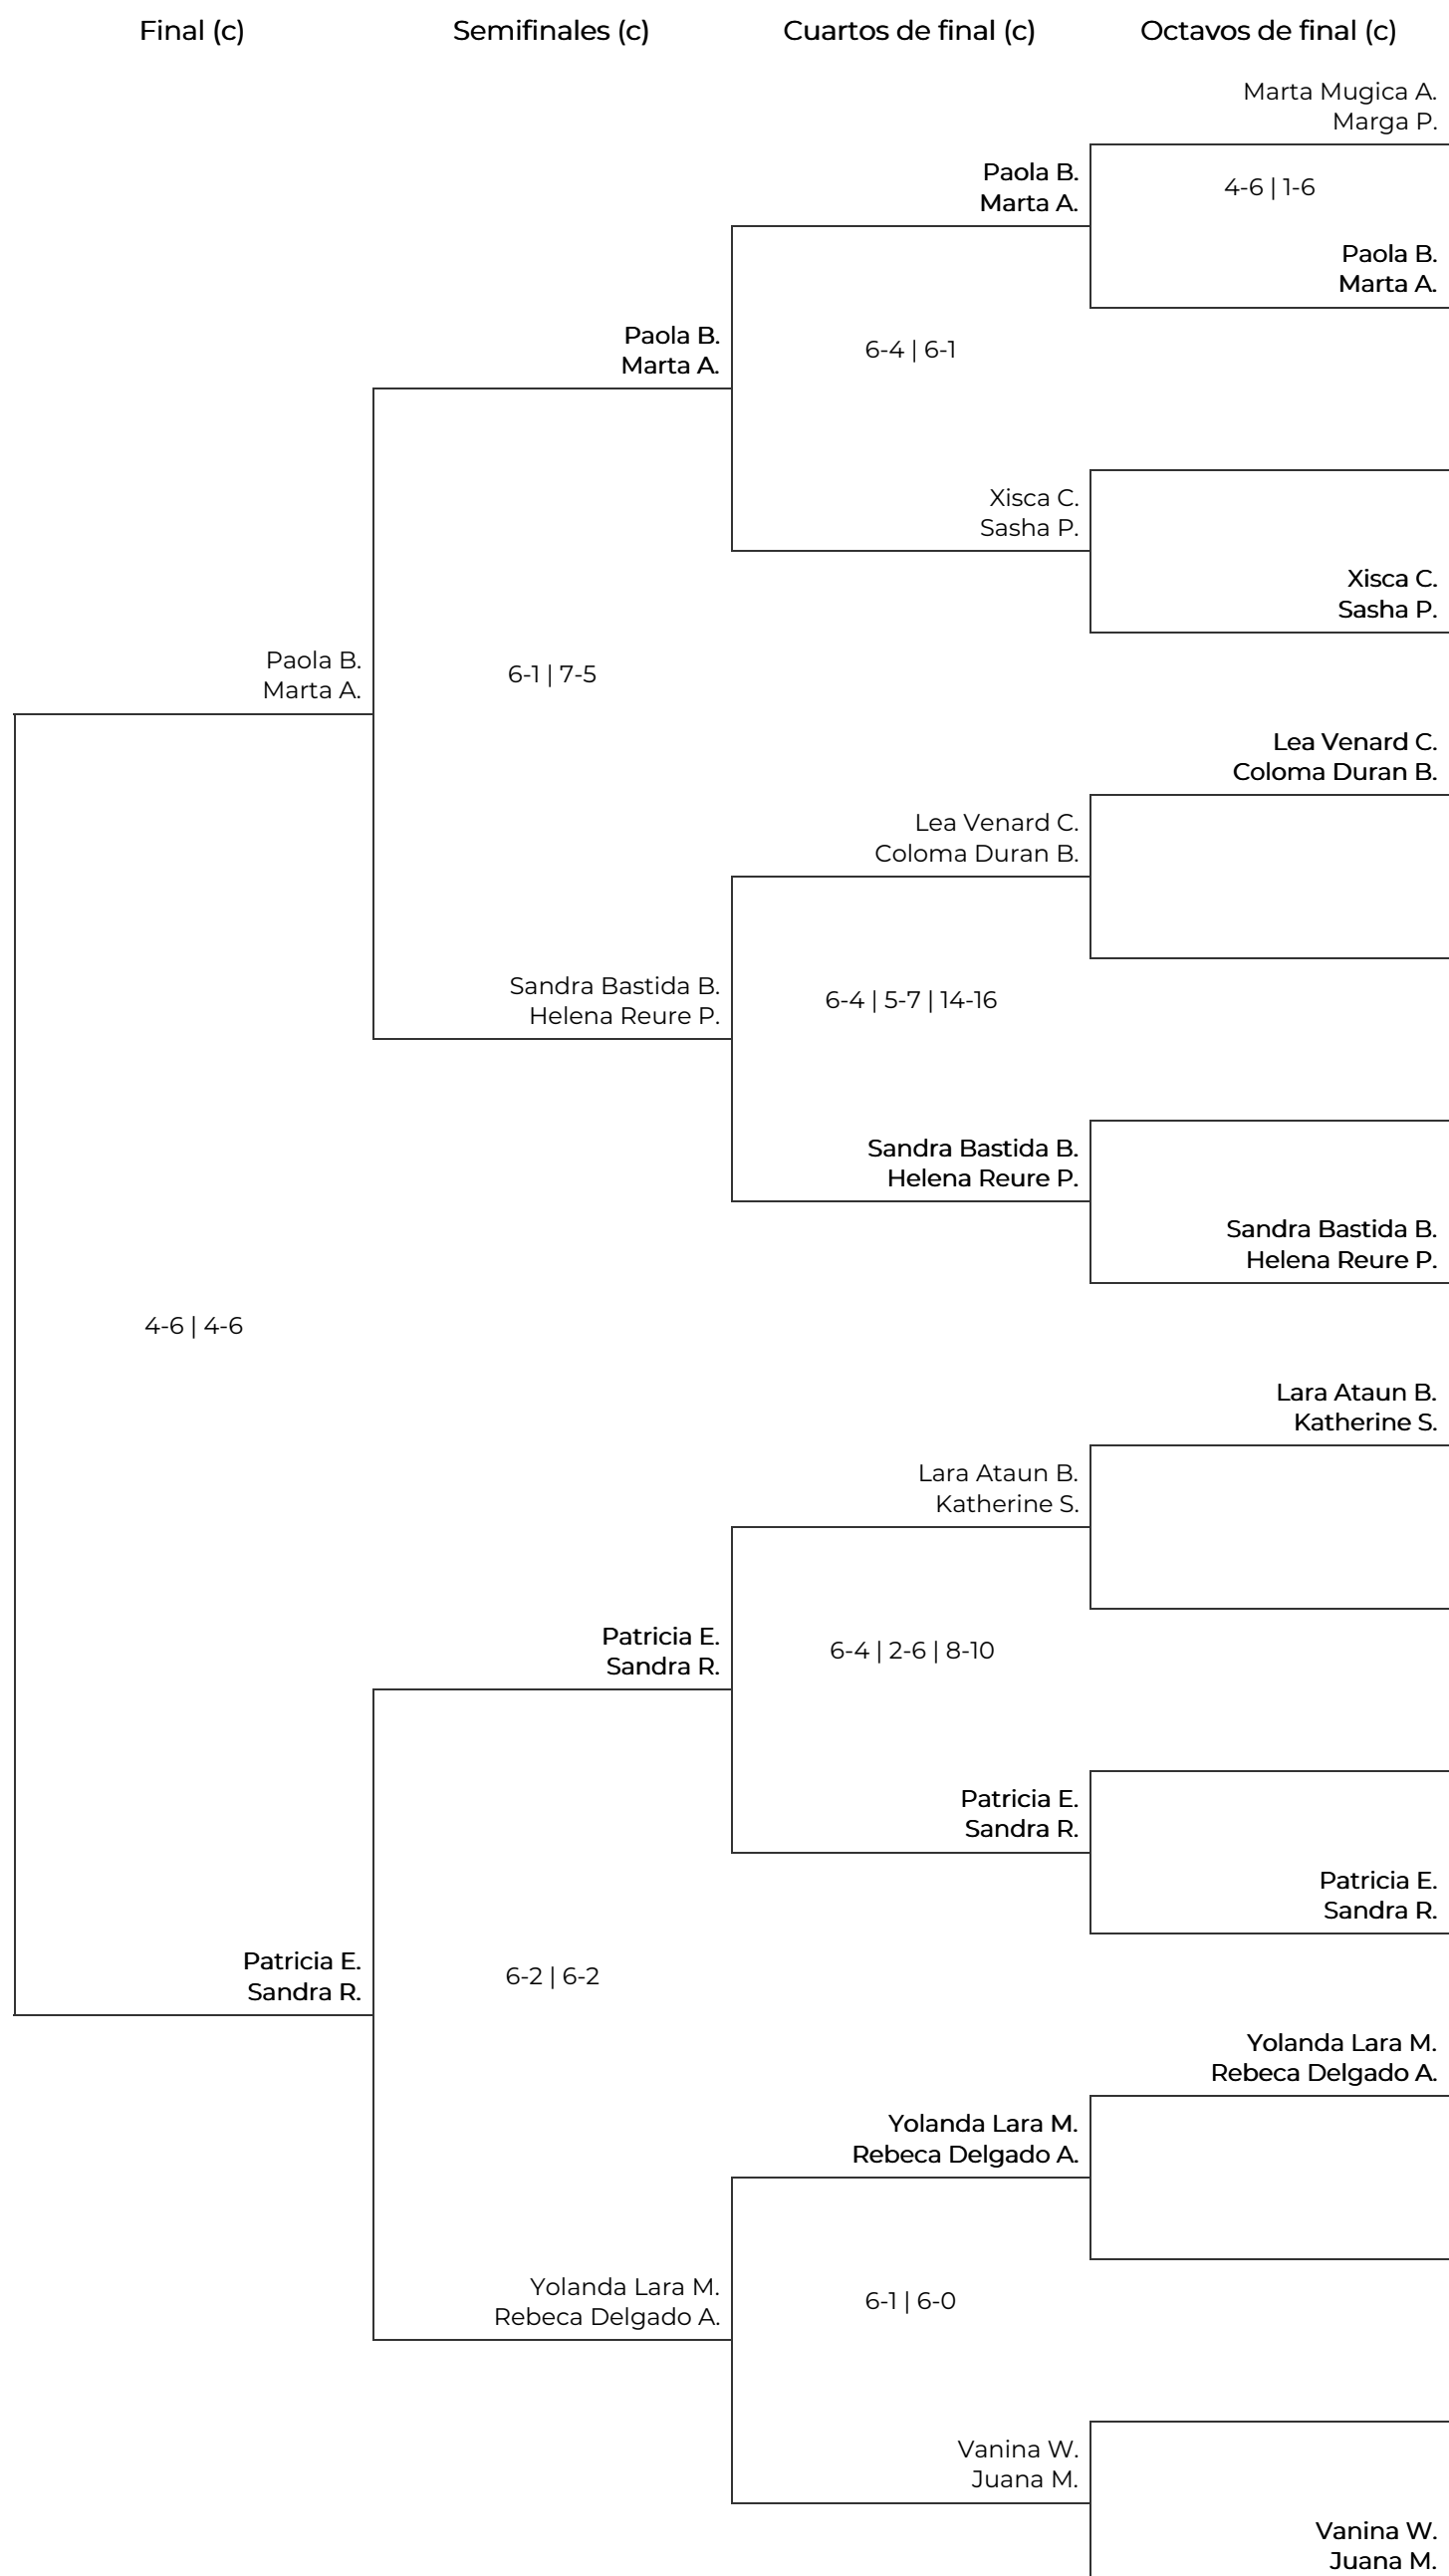 Final (c)
Semifinales (c)
Cuartos de final (c)
Octavos de final (c)
Marta Mugica A.
Marga P.
4-6 | 1-6
Paola B.
Marta A.
Paola B.
Marta A.
6-4 | 6-1
Xisca C.
Sasha P.
Xisca C.
Sasha P.
Paola B.
Marta A.
6-1 | 7-5
Sandra Bastida B.
Helena Reure P.
Lea Venard C.
Coloma Duran B.
Lea Venard C.
Coloma Duran B.
6-4 | 5-7 | 14-16
Sandra Bastida B.
Helena Reure P.
Sandra Bastida B.
Helena Reure P.
Paola B.
Marta A.
4-6 | 4-6
Patricia E.
Sandra R.
Lara Ataun B.
Katherine S.
Lara Ataun B.
Katherine S.
6-4 | 2-6 | 8-10
Patricia E.
Sandra R.
Patricia E.
Sandra R.
Patricia E.
Sandra R.
6-2 | 6-2
Yolanda Lara M.
Rebeca Delgado A.
Yolanda Lara M.
Rebeca Delgado A.
Yolanda Lara M.
Rebeca Delgado A.
6-1 | 6-0
Vanina W.
Juana M.
Vanina W.
Juana M.